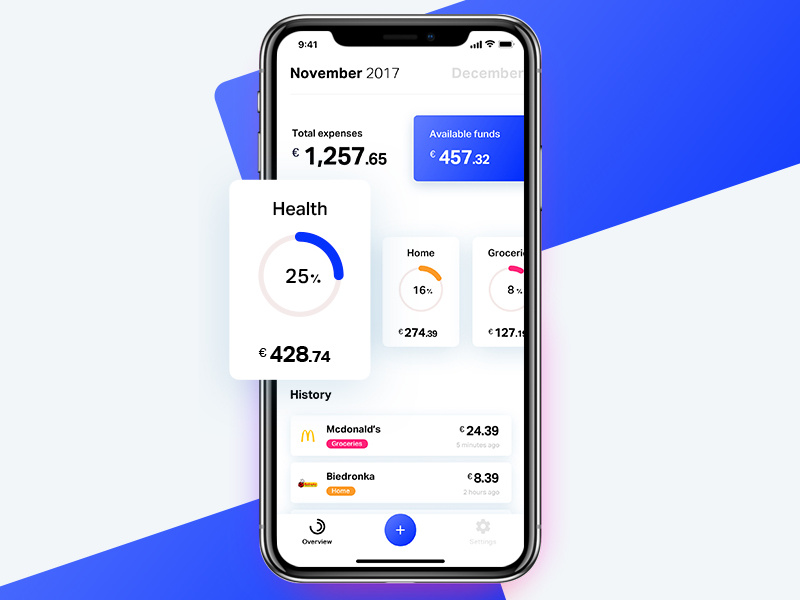 9:41
November 2017 December
Total expenses
€ 1,257.65
Available funds
€ 457.32
Health
25%
€ 428.74
Home
16%
€ 274.39
Groceri
8 %
€ 127.19
History
Mcdonald's
Groceries
€ 24.39
5 minutes ago
Biedronka
Home
€ 8.39
2 hours ago
Overview
+
Settings